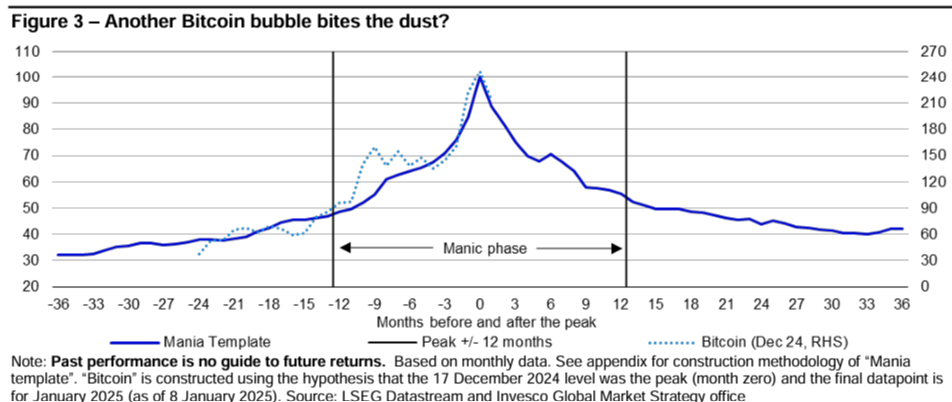 Figure 3 – Another Bitcoin bubble bites the dust?
110 270
100 240
90 210
80 180
70 150
60 120
50 90
40 60
30 30
20 0
Manic phase
-36 -33 -30 -27 -24 -21 -18 -15 -12 -9 -6 -3 0 3 6 9 12 15 18 21 24 27 30 33 36
Months before and after the peak
Mania Template Peak +/- 12 months Bitcoin (Dec 24, RHS)
Note: Past performance is no guide to future returns. Based on monthly data. See appendix for construction methodology of “Mania
template”. “Bitcoin” is constructed using the hypothesis that the 17 December 2024 level was the peak (month zero) and the final datapoint is
for January 2025 (as of 8 January 2025). Source: LSEG Datastream and Invesco Global Market Strategy office